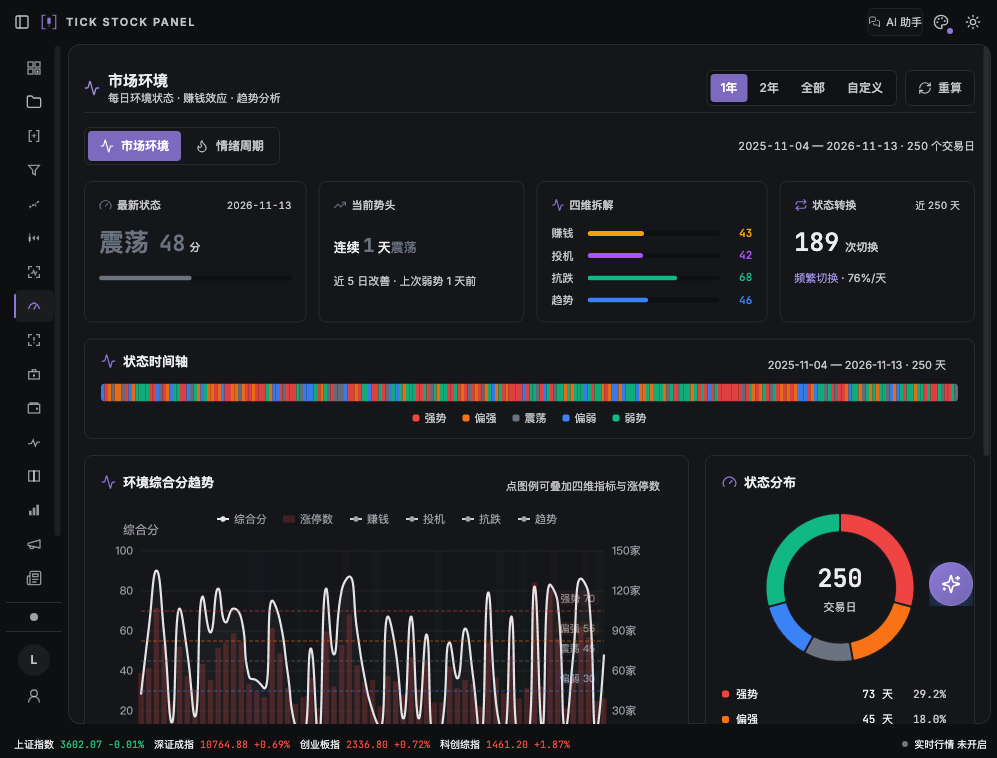 TICK STOCK PANEL
AI 助手
市场环境
每日环境状态 · 赚钱效应 · 趋势分析
1年 2年 全部 自定义 重算
市场环境 情绪周期
2025-11-04 — 2026-11-13 · 250 个交易日
最新状态 2026-11-13
震荡 48 分
当前势头
连续 1 天震荡
近 5 日改善 · 上次弱势 1 天前
四维拆解
赚钱 43
投机 42
抗跌 68
趋势 46
状态转换 近 250 天
189 次切换
频繁切换 · 76%/天
状态时间轴 2025-11-04 — 2026-11-13 · 250 天
强势 偏强 震荡 偏弱 弱势
环境综合分趋势 点图例可叠加四维指标与涨停数
综合分 涨停数 赚钱 投机 抗跌 趋势
综合分
100 150家
80 120家
强势 70
60 90家
偏强 55
震荡 45
40 60家
偏弱 30
20 30家
状态分布
250
交易日
强势 73 天 29.2%
偏强 45 天 18.0%
L
上证指数 3602.07 -0.01% 深证成指 10764.88 +0.69% 创业板指 2336.80 +0.72% 科创综指 1461.20 +1.87%
实时行情 未开启